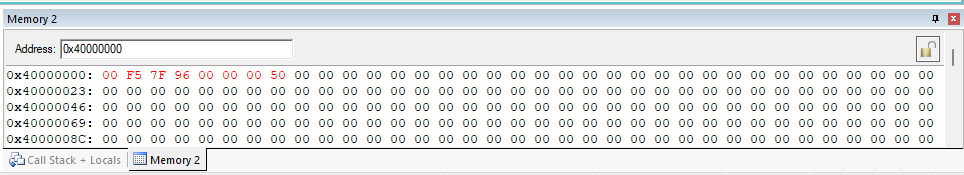 Memory 2
Address: 0x40000000
0x40000000: 00 F5 7F 96 00 00 00 50 00 00 00 00 00 00 00 00 00 00 00 00 00 00 00 00 00 00 00 00 00 00 00 00 00 00 00
0x40000023: 00 00 00 00 00 00 00 00 00 00 00 00 00 00 00 00 00 00 00 00 00 00 00 00 00 00 00 00 00 00 00 00 00 00 00
0x40000046: 00 00 00 00 00 00 00 00 00 00 00 00 00 00 00 00 00 00 00 00 00 00 00 00 00 00 00 00 00 00 00 00 00 00 00
0x40000069: 00 00 00 00 00 00 00 00 00 00 00 00 00 00 00 00 00 00 00 00 00 00 00 00 00 00 00 00 00 00 00 00 00 00 00
0x4000008C: 00 00 00 00 00 00 00 00 00 00 00 00 00 00 00 00 00 00 00 00 00 00 00 00 00 00 00 00 00 00 00 00 00 00 00
Call Stack + Locals Memory 2